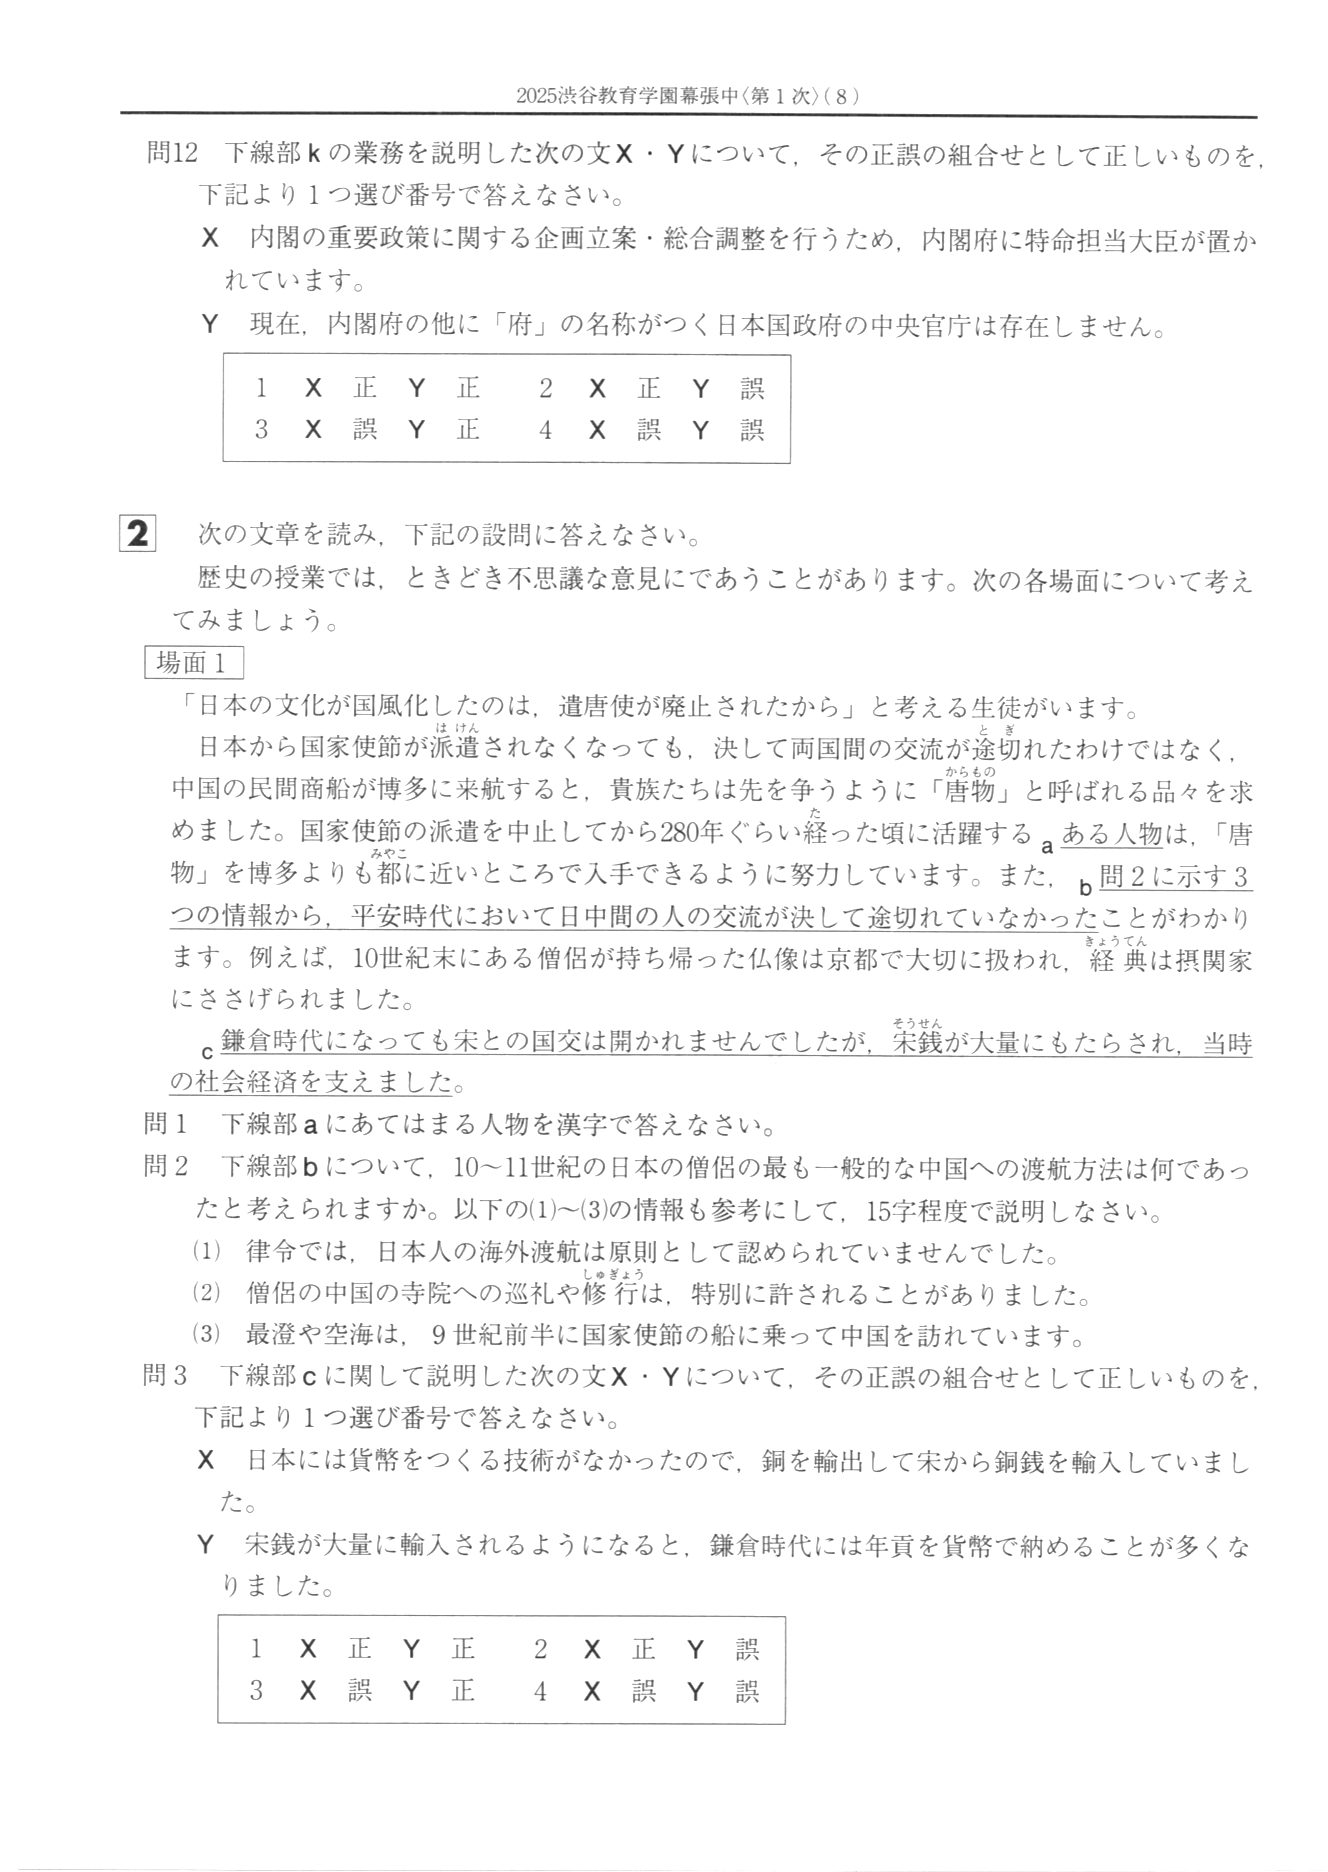 2025渋谷教育学園幕張中〈第1次〉(8)
問12 下線部kの業務を説明した次の文X・Yについて，その正誤の組合せとして正しいものを，
下記より1つ選び番号で答えなさい。
X 内閣の重要政策に関する企画立案・総合調整を行うため，内閣府に特命担当大臣が置か
れています。
Y 現在，内閣府の他に「府」の名称がつく日本国政府の中央官庁は存在しません。
1 X 正 Y 正 2 X 正 Y 誤
3 X 誤 Y 正 4 X 誤 Y 誤
2 次の文章を読み，下記の設問に答えなさい。
歴史の授業では，ときどき不思議な意見にであうことがあります。次の各場面について考え
てみましょう。
場面1
「日本の文化が国風化したのは，遣唐使が廃止されたから」と考える生徒がいます。
は けん と ぎ
日本から国家使節が派遣されなくなっても，決して両国間の交流が途切れたわけではなく，
からもの
中国の民間商船が博多に来航すると，貴族たちは先を争うように「唐物」と呼ばれる品々を求
た
めました。国家使節の派遣を中止してから280年ぐらい経った頃に活躍する a ある人物は，「唐
みやこ
物」を博多よりも都に近いところで入手できるように努力しています。また， b 問2に示す3
つの情報から，平安時代において日中間の人の交流が決して途切れていなかったことがわかり
きょうてん
ます。例えば，10世紀末にある僧侶が持ち帰った仏像は京都で大切に扱われ，経典は摂関家
にささげられました。
そうせん
c 鎌倉時代になっても宋との国交は開かれませんでしたが，宋銭が大量にもたらされ，当時
の社会経済を支えました。
問1 下線部aにあてはまる人物を漢字で答えなさい。
問2 下線部bについて，10～11世紀の日本の僧侶の最も一般的な中国への渡航方法は何であっ
たと考えられますか。以下の(1)～(3)の情報も参考にして，15字程度で説明しなさい。
(1) 律令では，日本人の海外渡航は原則として認められていませんでした。
しゅぎょう
(2) 僧侶の中国の寺院への巡礼や修行は，特別に許されることがありました。
(3) 最澄や空海は，9世紀前半に国家使節の船に乗って中国を訪れています。
問3 下線部cに関して説明した次の文X・Yについて，その正誤の組合せとして正しいものを，
下記より1つ選び番号で答えなさい。
X 日本には貨幣をつくる技術がなかったので，銅を輸出して宋から銅銭を輸入していまし
た。
Y 宋銭が大量に輸入されるようになると，鎌倉時代には年貢を貨幣で納めることが多くな
りました。
1 X 正 Y 正 2 X 正 Y 誤
3 X 誤 Y 正 4 X 誤 Y 誤